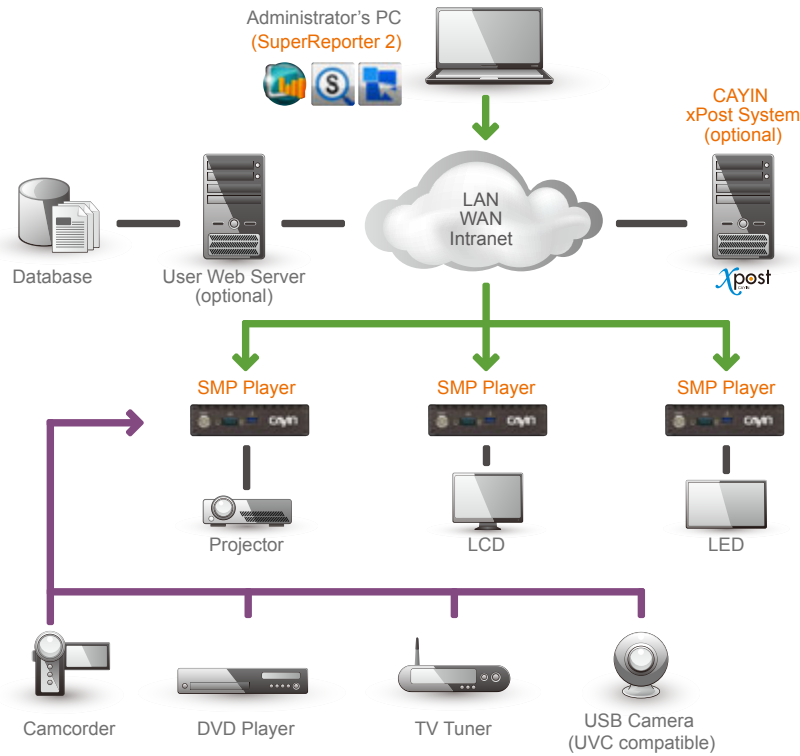 Administrator's PC
(SuperReporter 2)
S
CAYIN
xPost System
(optional)
LAN
WAN
Intranet
Database
User Web Server
(optional)
Xpost
CAYIN
SMP Player
SMP Player
SMP Player
CAYIN
CAYIN
CAYIN
Projector
LCD
LED
Camcorder
DVD Player
TV Tuner
USB Camera
(UVC compatible)